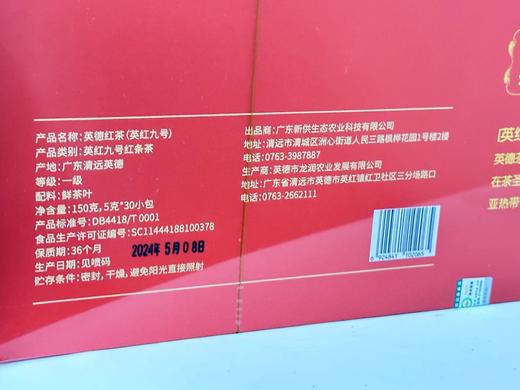 产品名称:英德红茶(英红九号)
产品类别:英红九号红条茶
产地:广东清远英德
等级:一级
配料:鲜茶叶
净含量:150克,5克*30小包
产品标准号:DB4418/T 0001
食品生产许可证编号:SC11444188100378
保质期:36个月
2024年 5月 08日
生产日期:见喷码
贮存条件:密封,干燥,避免阳光直接照射
出品商:广东新供生态农业科技有限公司
地址:清远市清城区洲心街道人民三路枫桦花园1号楼2楼
电话:0763-3987887
生产商:英德市龙润农业发展有限公司
地址:广东省清远市英德市英红镇红卫社区三分场路口
电话:0763-2662111
6 924841 102065
[英红
英德
在茶圣
亚热带